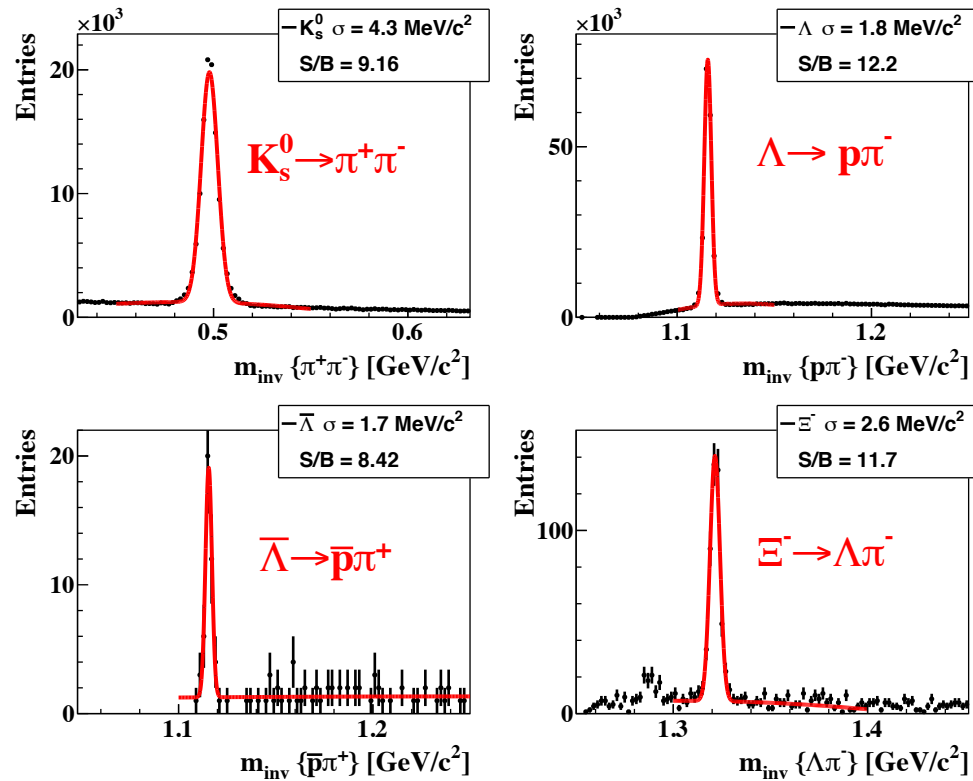 ×10³
K⁰ₛ σ = 4.3 MeV/c²
S/B = 9.16
Entries
20
10
0
K⁰ₛ→π⁺π⁻
0.5
0.6
m_inv {π⁺π⁻} [GeV/c²]
×10³
Λ σ = 1.8 MeV/c²
S/B = 12.2
Entries
50
0
Λ→ pπ⁻
1.1
1.2
m_inv {pπ⁻} [GeV/c²]
Λ̅ σ = 1.7 MeV/c²
S/B = 8.42
Entries
20
10
0
Λ̅→p̅π⁺
1.1
1.2
m_inv {p̅π⁺} [GeV/c²]
Ξ⁻ σ = 2.6 MeV/c²
S/B = 11.7
Entries
100
0
Ξ⁻→Λπ⁻
1.3
1.4
m_inv {Λπ⁻} [GeV/c²]